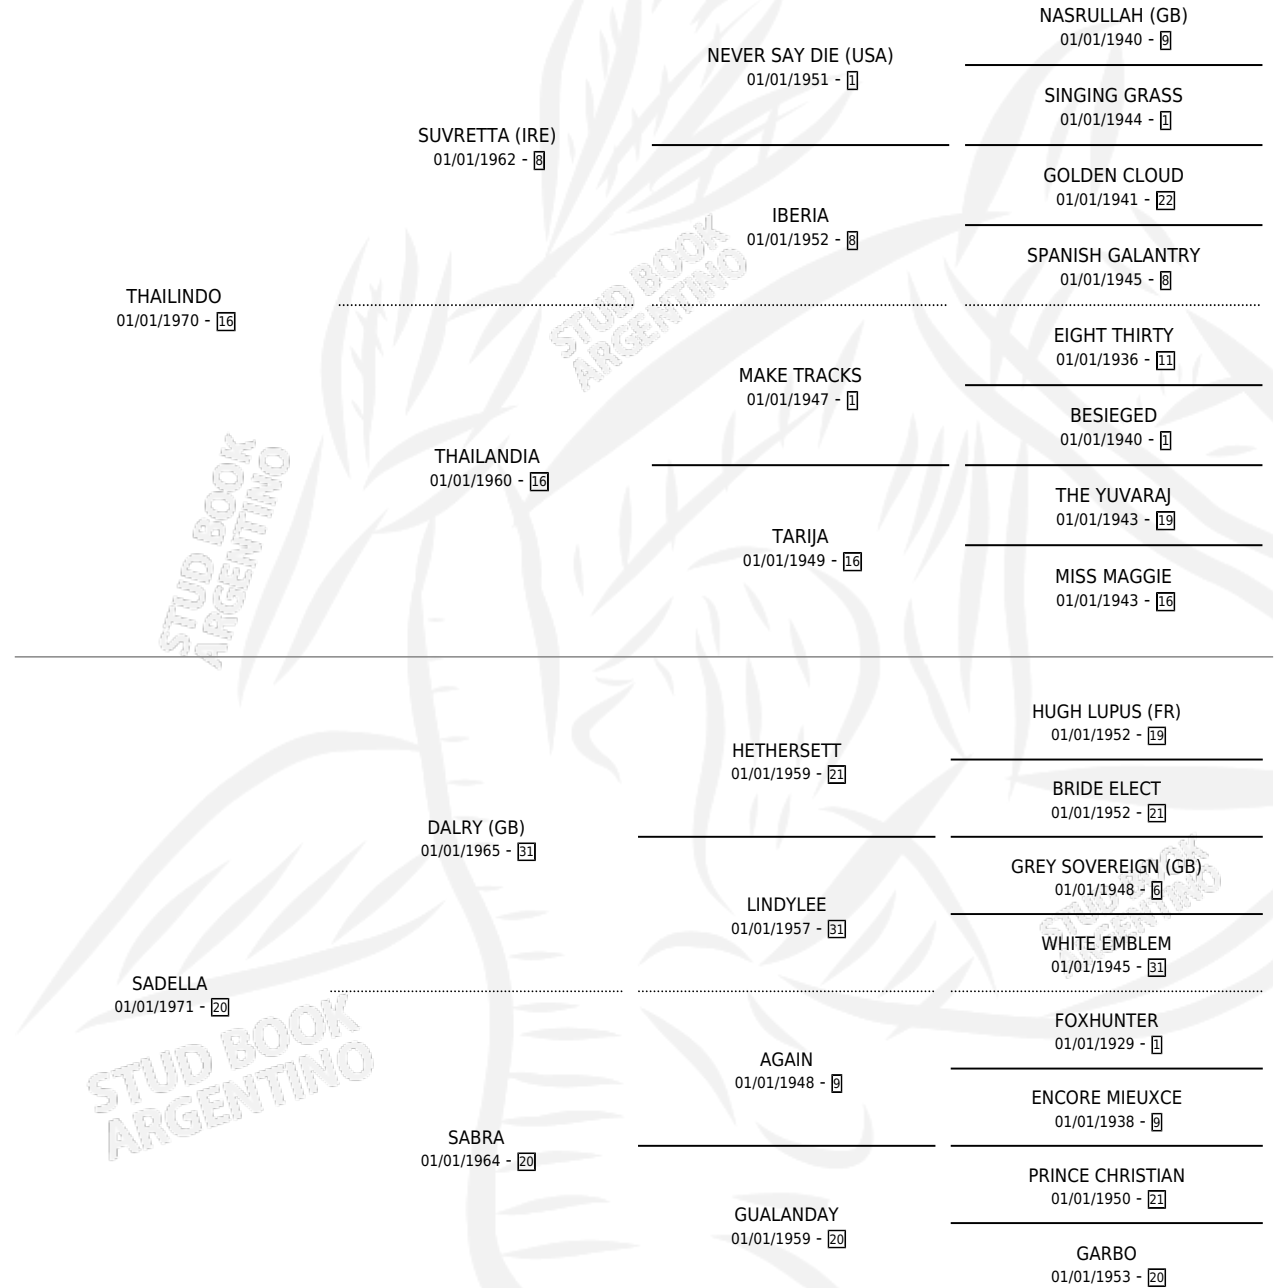 NASRULLAH (GB)
01/01/1940 - 9
NEVER SAY DIE (USA)
01/01/1951 - 1
SINGING GRASS
01/01/1944 - 1
SUVRETTA (IRE)
01/01/1962 - 8
GOLDEN CLOUD
01/01/1941 - 22
IBERIA
01/01/1952 - 8
SPANISH GALANTRY
01/01/1945 - 8
THAILINDO
01/01/1970 - 16
EIGHT THIRTY
01/01/1936 - 11
MAKE TRACKS
01/01/1947 - 1
BESIEGED
01/01/1940 - 1
THAILANDIA
01/01/1960 - 16
THE YUVARAJ
01/01/1943 - 19
TARIJA
01/01/1949 - 16
MISS MAGGIE
01/01/1943 - 16
HUGH LUPUS (FR)
01/01/1952 - 19
HETHERSETT
01/01/1959 - 21
BRIDE ELECT
01/01/1952 - 21
DALRY (GB)
01/01/1965 - 31
GREY SOVEREIGN (GB)
01/01/1948 - 6
LINDYLEE
01/01/1957 - 31
WHITE EMBLEM
01/01/1945 - 31
SADELLA
01/01/1971 - 20
FOXHUNTER
01/01/1929 - 1
AGAIN
01/01/1948 - 9
ENCORE MIEUXCE
01/01/1938 - 9
SABRA
01/01/1964 - 20
PRINCE CHRISTIAN
01/01/1950 - 21
GUALANDAY
01/01/1959 - 20
GARBO
01/01/1953 - 20
STUD BOOK
ARGENTINO
STUD BOOK
ARGENTINO
STUD BOOK
ARGENTINO
STUD BOOK
ARGENTINO